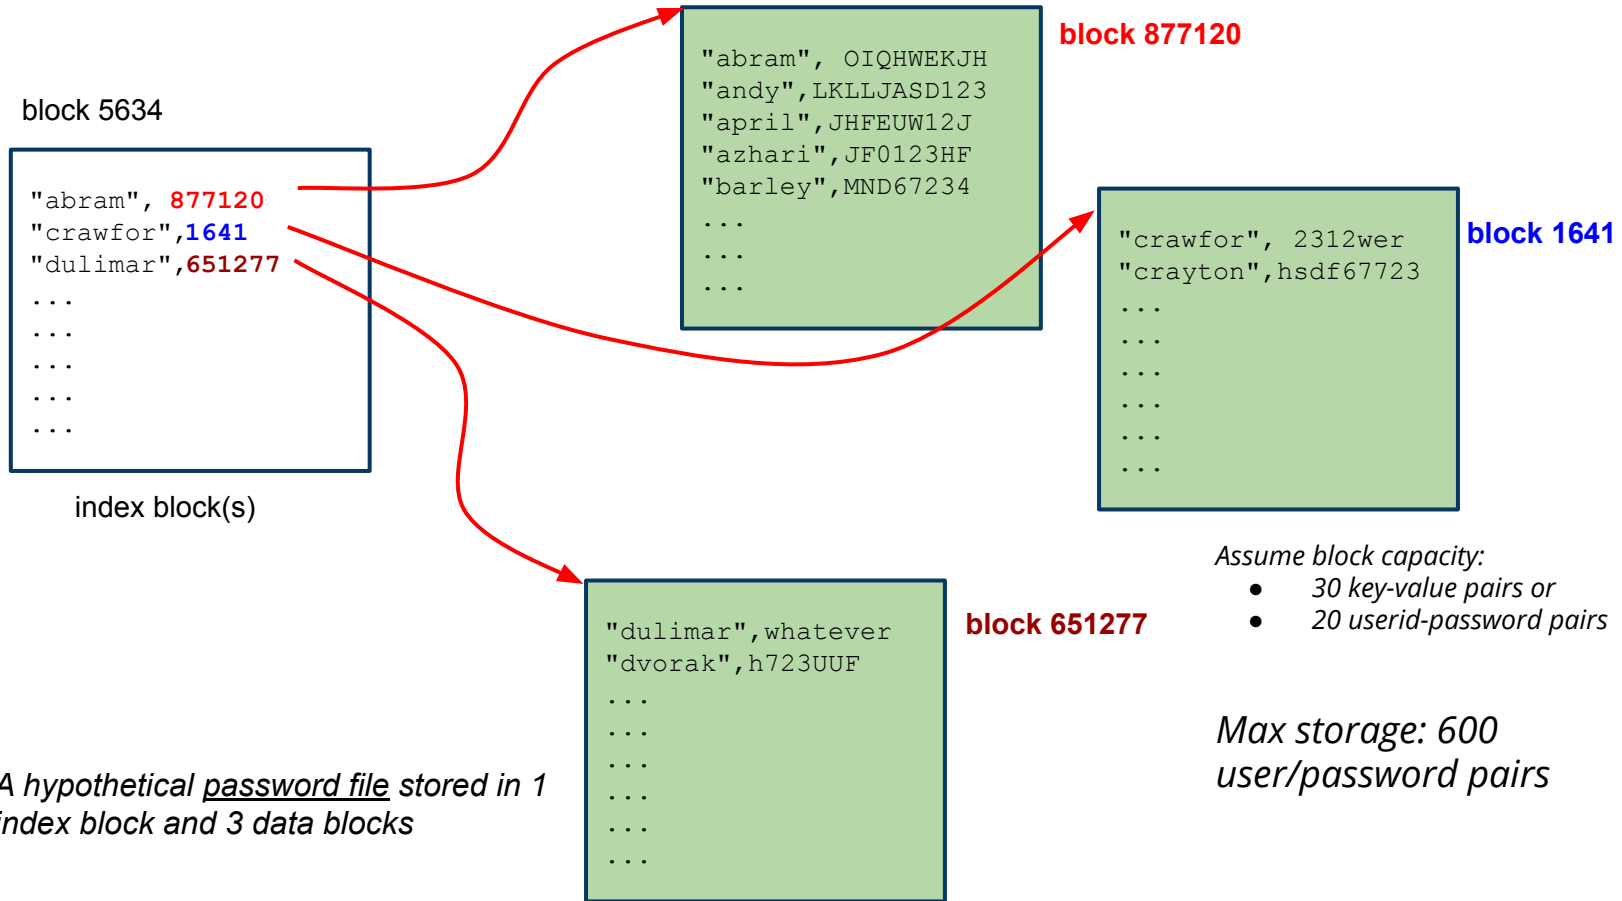 block 5634
"abram", 877120
"crawfor",1641
"dulimar",651277
...
...
...
...
...
index block(s)
"abram", OIQHWEKJH
"andy",LKLLJASD123
"april",JHFEUW12J
"azhari",JF0123HF
"barley",MND67234
...
...
...
block 877120
"crawfor", 2312wer
"crayton",hsdf67723
...
...
...
...
...
...
block 1641
"dulimar",whatever
"dvorak",h723UUF
...
...
...
...
...
...
block 651277
Assume block capacity:
● 30 key-value pairs or
● 20 userid-password pairs
Max storage: 600
user/password pairs
A hypothetical password file stored in 1
index block and 3 data blocks